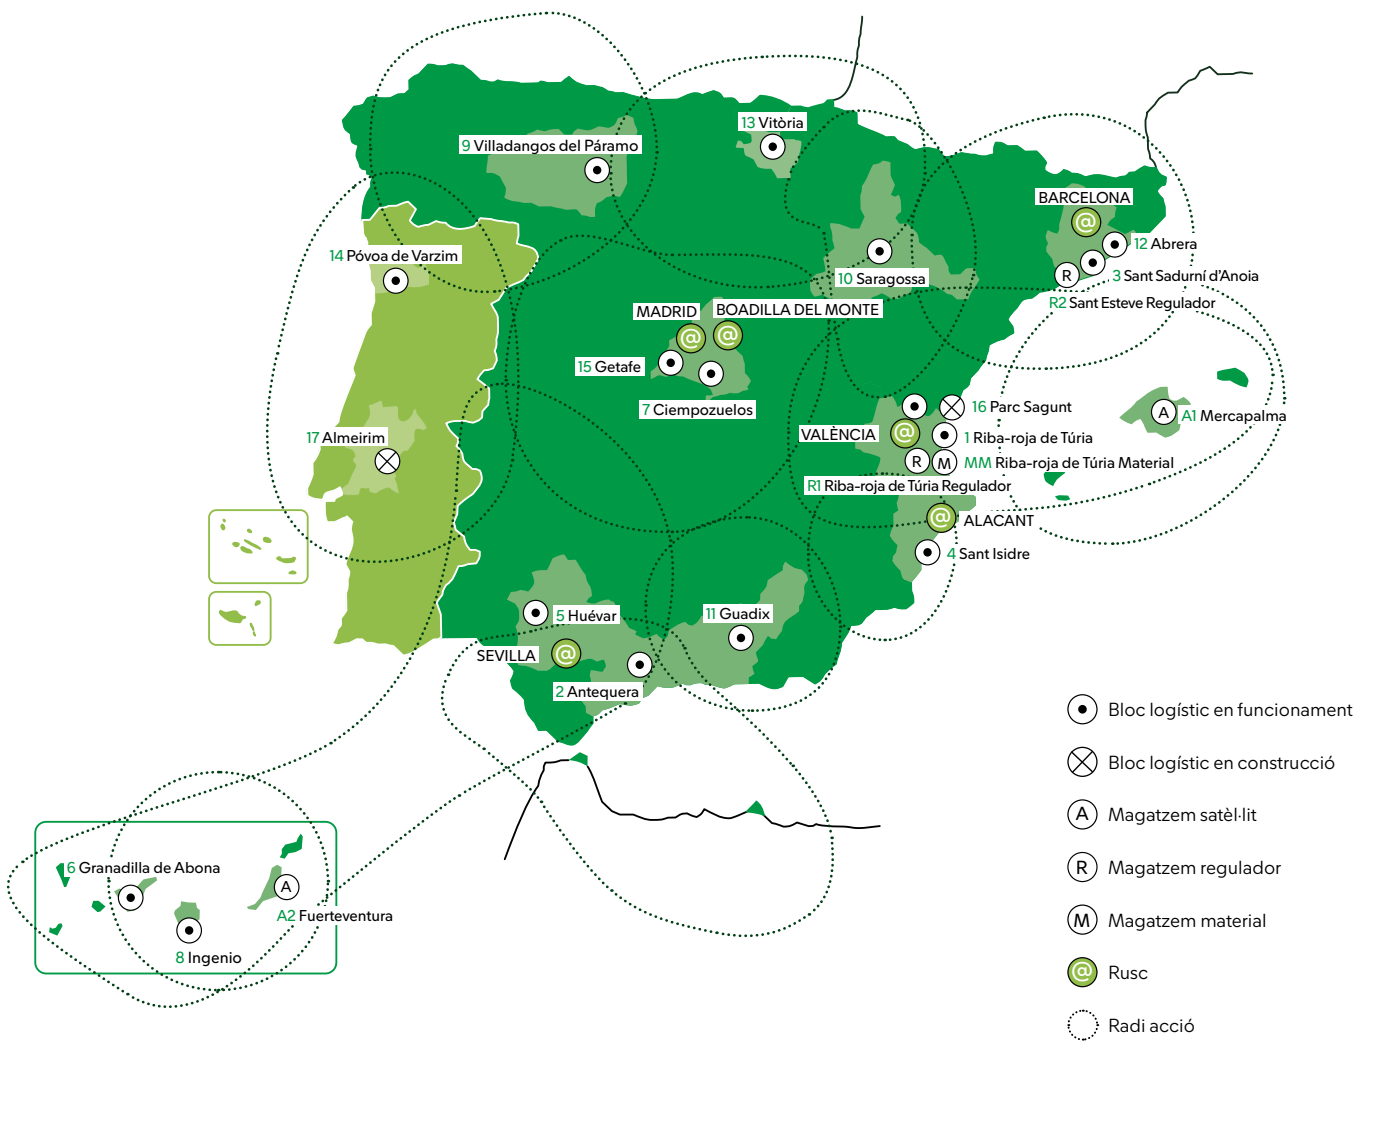 13 Vitòria
9 Villadangos del Páramo
BARCELONA
@
12 Abrera
14 Póvoa de Varzim
10 Saragossa
R
3 Sant Sadurní d'Anoia
R2 Sant Esteve Regulador
MADRID
BOADILLA DEL MONTE
@
@
15 Getafe
7 Ciempozuelos
16 Parc Sagunt
A
A1 Mercapalma
17 Almeirim
VALÈNCIA
@
1 Riba-roja de Túria
R
M
MM Riba-roja de Túria Material
R1 Riba-roja de Túria Regulador
@
ALACANT
4 Sant Isidre
5 Huévar
11 Guadix
SEVILLA
@
2 Antequera
6 Granadilla de Abona
A
A2 Fuerteventura
8 Ingenio
Bloc logístic en funcionament
Bloc logístic en construcció
A Magatzem satèl·lit
R Magatzem regulador
M Magatzem material
@ Rusc
Radi acció